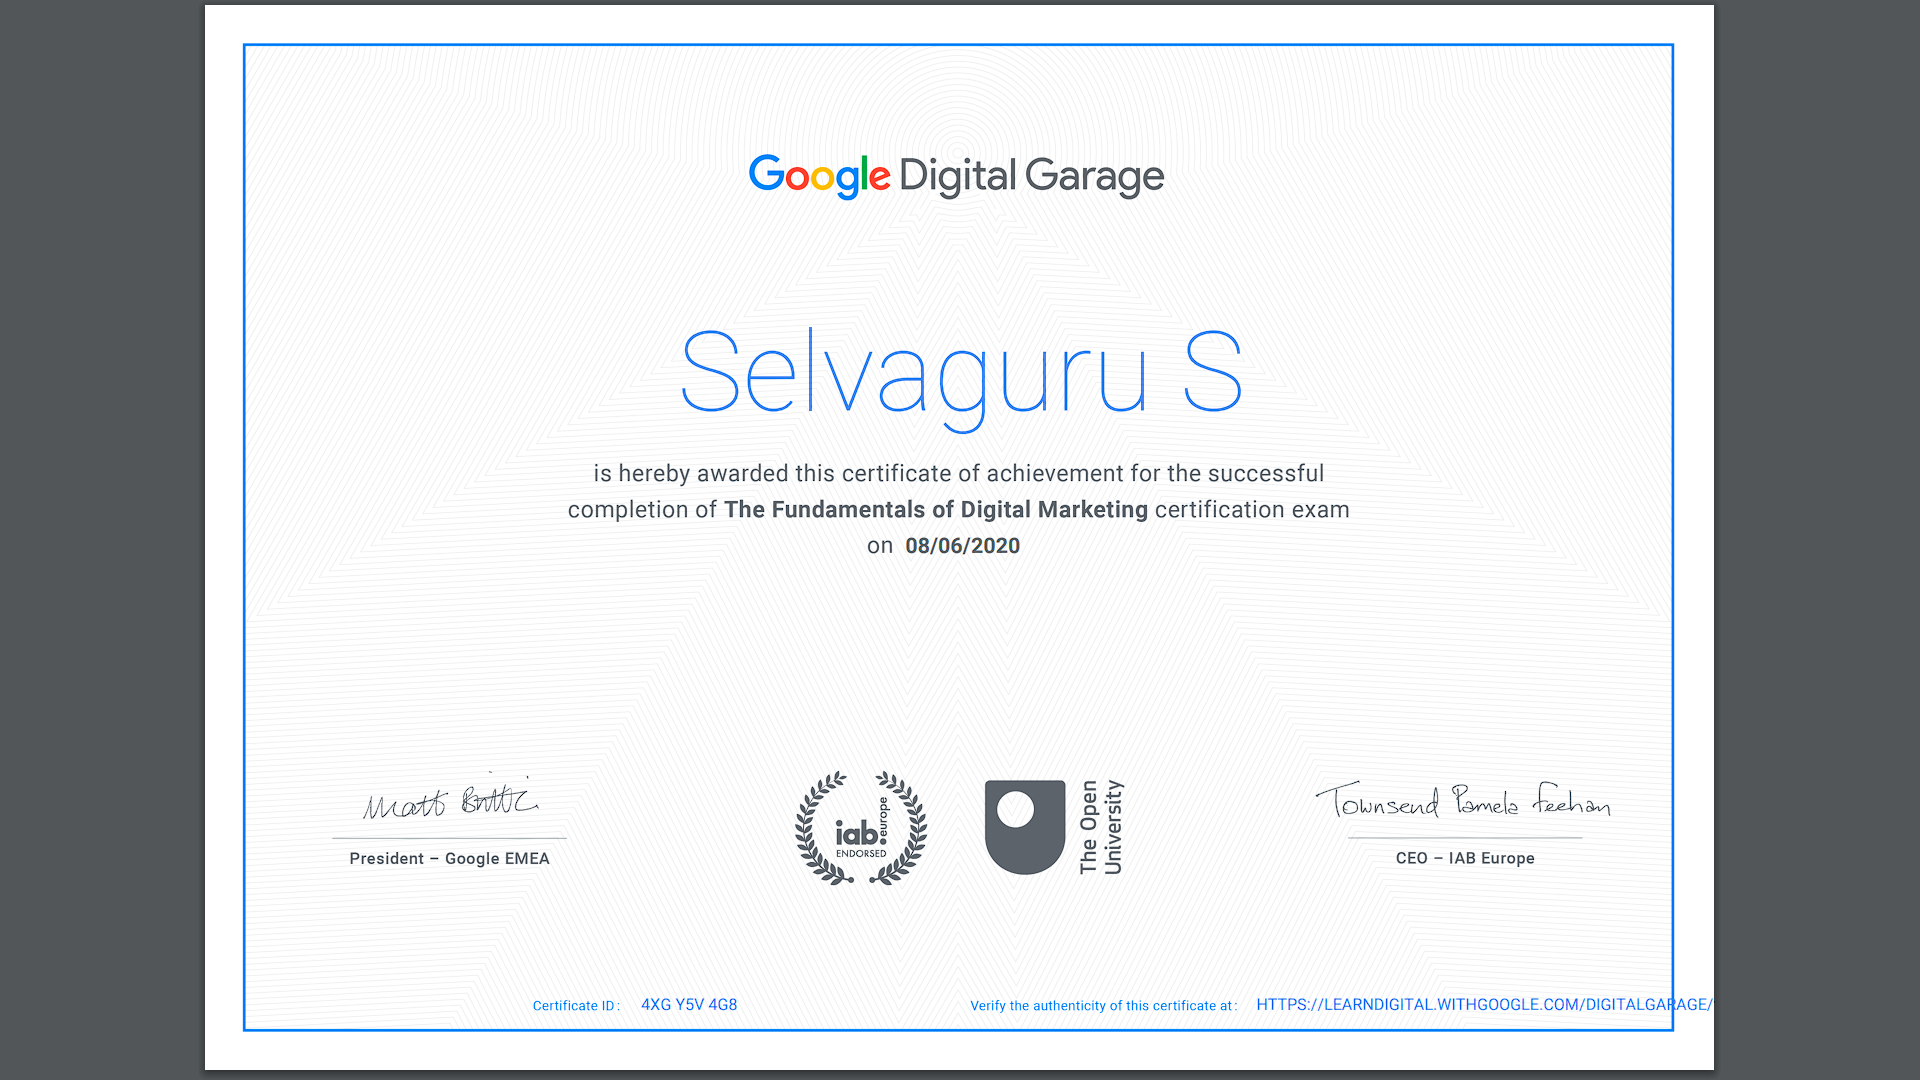 Google Digital Garage
Selvaguru S
is hereby awarded this certificate of achievement for the successful
completion of The Fundamentals of Digital Marketing certification exam
on 08/06/2020
Matt Brittin
President – Google EMEA
iab. europe
ENDORSED
The Open
University
Townsend Pamela Feehan
CEO – IAB Europe
Certificate ID : 4XG Y5V 4G8
Verify the authenticity of this certificate at : HTTPS://LEARNDIGITAL.WITHGOOGLE.COM/DIGITALGARAGE/